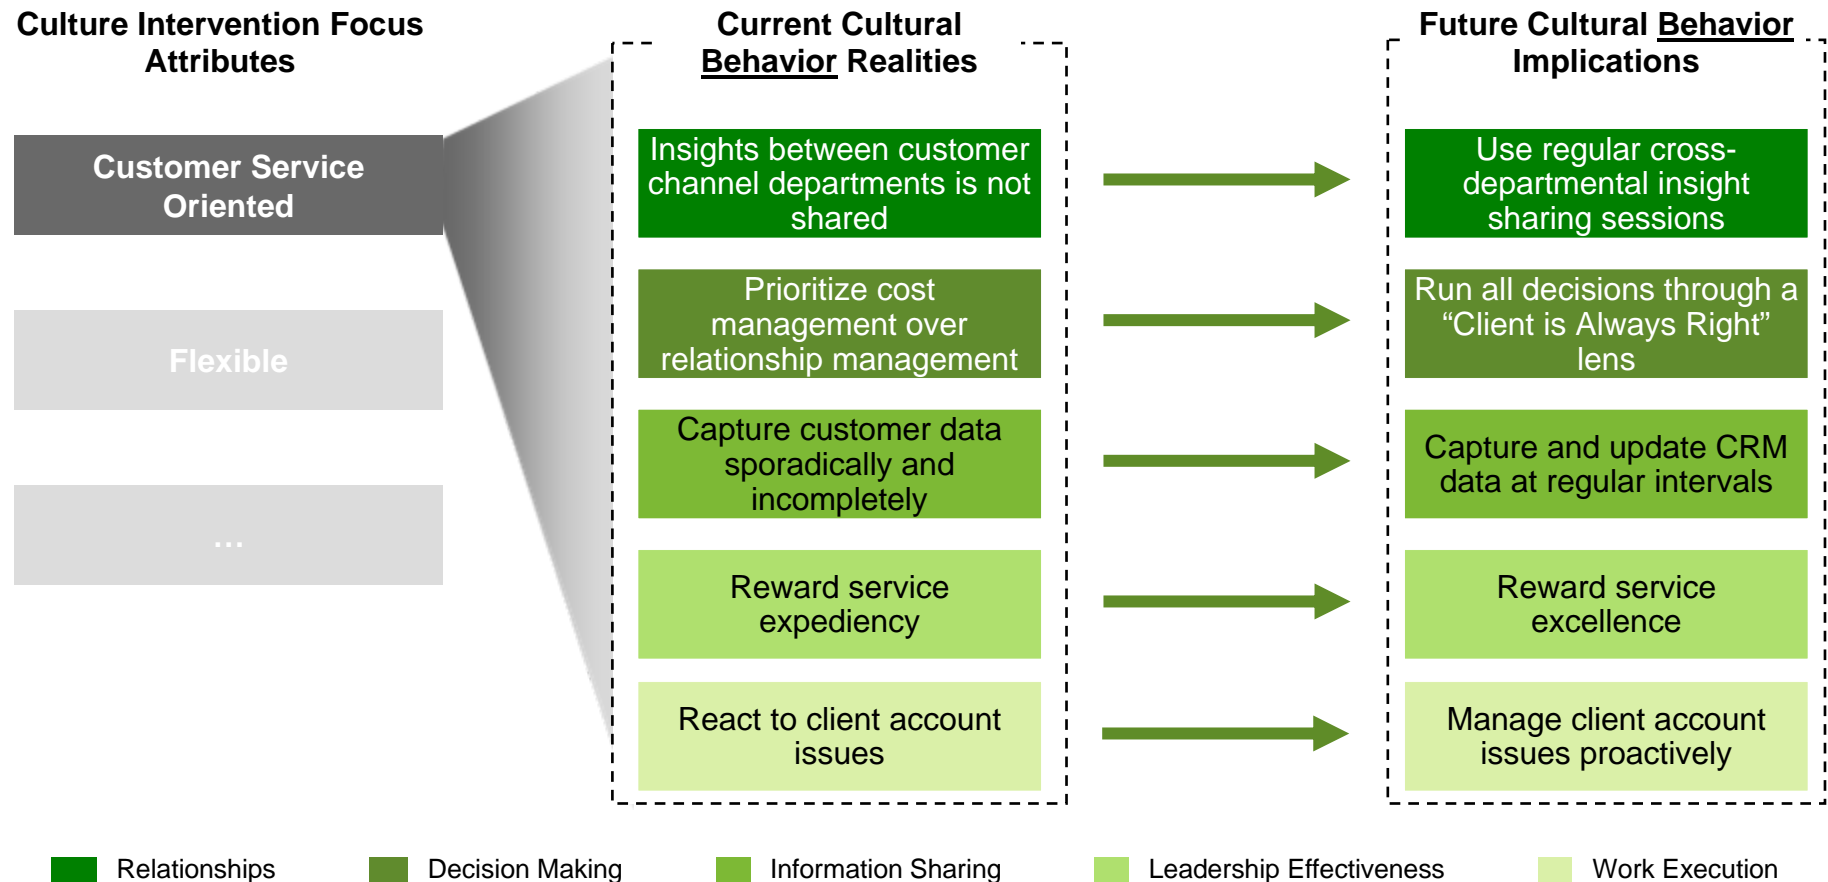 Culture Intervention Focus
Attributes
Customer Service
Oriented
Flexible
...
Current Cultural
Behavior Realities
Insights between customer
channel departments is not
shared
Prioritize cost
management over
relationship management
Capture customer data
sporadically and
incompletely
Reward service
expediency
React to client account
issues
Future Cultural Behavior
Implications
Use regular cross-
departmental insight
sharing sessions
Run all decisions through a
“Client is Always Right”
lens
Capture and update CRM
data at regular intervals
Reward service
excellence
Manage client account
issues proactively
Relationships
Decision Making
Information Sharing
Leadership Effectiveness
Work Execution